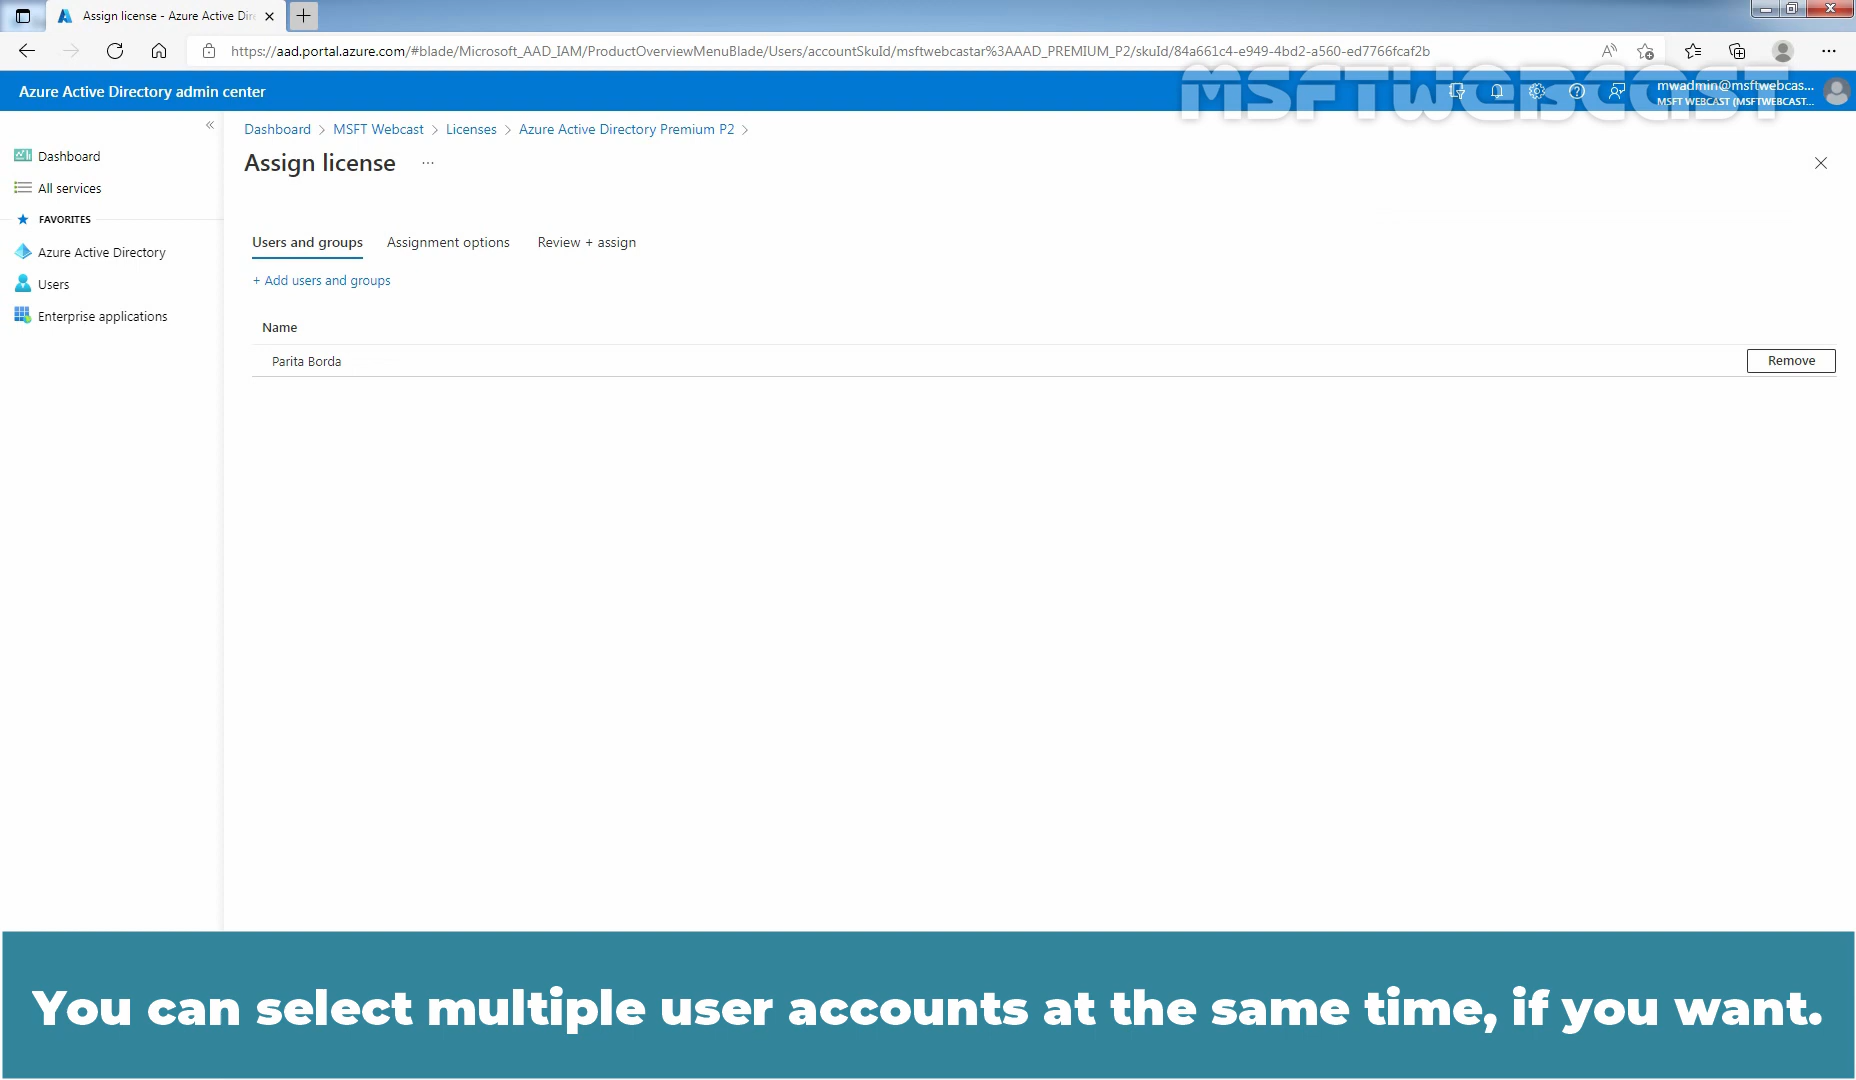 Assign license - Azure Active Dir
https://aad.portal.azure.com/#blade/Microsoft_AAD_IAM/ProductOverviewMenuBlade/Users/accountSkuId/msftwebcastar%3AAAD_PREMIUM_P2/skuId/84a661c4-e949-4bd2-a560-ed7766fcaf2b
MSFTWEBCAST
Azure Active Directory admin center
mwadmin@msftwebcas...
MSFT WEBCAST (MSFTWEBCAST...
Dashboard > MSFT Webcast > Licenses > Azure Active Directory Premium P2 >
Assign license ...
Dashboard
All services
FAVORITES
Azure Active Directory
Users
Enterprise applications
Users and groups Assignment options Review + assign
+ Add users and groups
Name
Parita Borda Remove
You can select multiple user accounts at the same time, if you want.